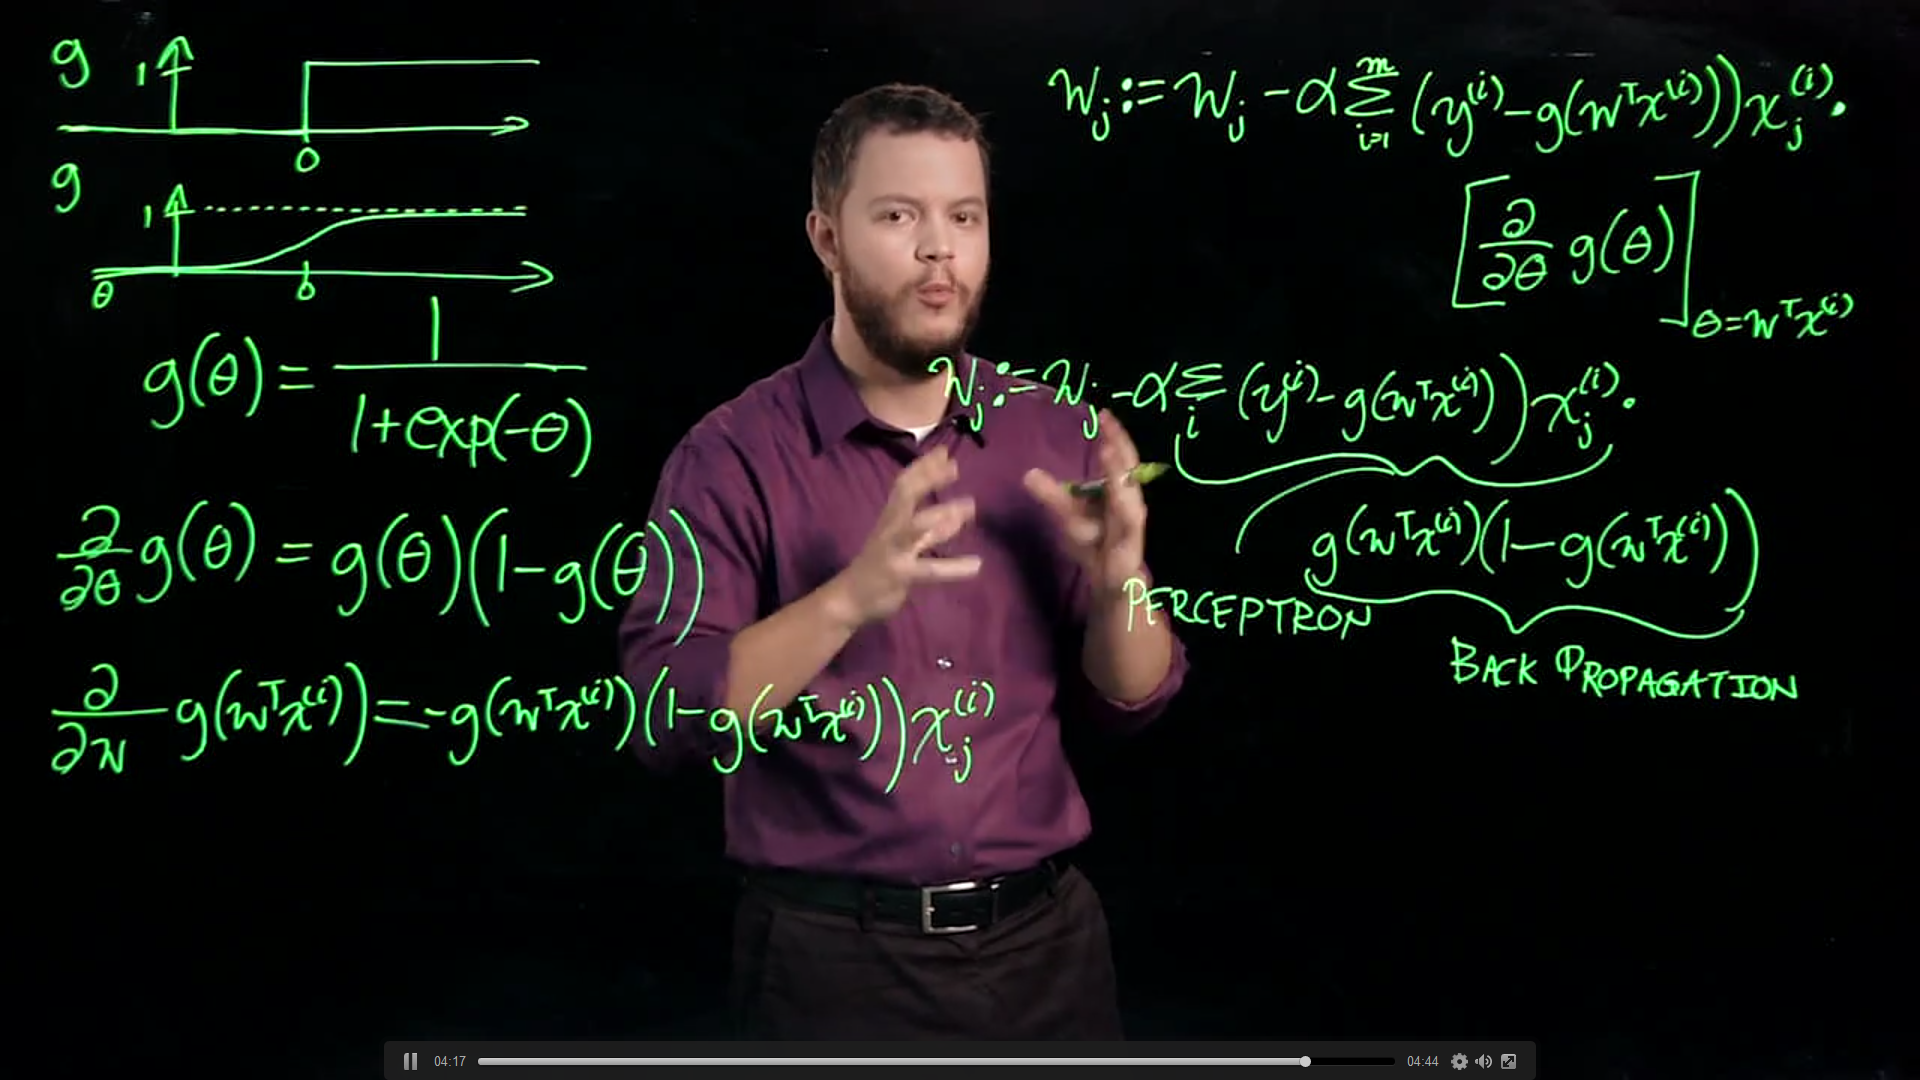 g 1
0
g 1
θ 0
g(θ) = 1 / 1+exp(-θ)
∂/∂θ g(θ) = g(θ)(1-g(θ))
∂/∂w g(wᵀx⁽ⁱ⁾) = -g(wᵀx⁽ⁱ⁾)(1-g(wᵀx⁽ⁱ⁾))xⱼ⁽ⁱ⁾
wⱼ := wⱼ - α Σᵢ₌₁ᵐ (y⁽ⁱ⁾ - g(wᵀx⁽ⁱ⁾))xⱼ⁽ⁱ⁾ ·
[∂/∂θ g(θ)] θ=wᵀx⁽ⁱ⁾
wⱼ := wⱼ - α Σᵢ (y⁽ⁱ⁾ - g(wᵀx⁽ⁱ⁾))xⱼ⁽ⁱ⁾ ·
g(wᵀx⁽ⁱ⁾)(1-g(wᵀx⁽ⁱ⁾))
PERCEPTRON
BACK PROPAGATION
04:17 04:44